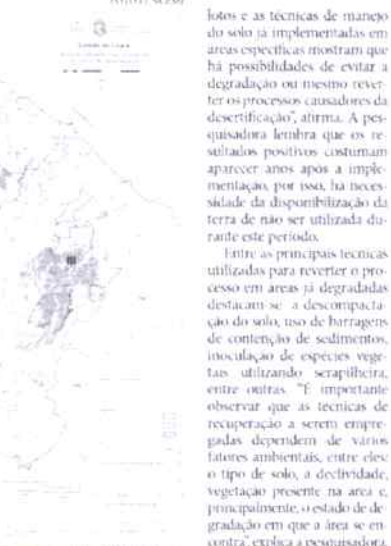 lotos e as técnicas de manejo
do solo já implementadas em
áreas específicas mostram que
há possibilidades de evitar a
degradação ou mesmo rever-
ter os processos causadores da
desertificação", afirma. A pes-
quisadora lembra que os re-
sultados positivos costumam
aparecer anos após a imple-
mentação, por isso, há neces-
sidade da disponibilização da
terra de não ser utilizada du-
rante este período.
Entre as principais técnicas
utilizadas para reverter o pro-
cesso em áreas já degradadas
destacam-se a descompacta-
ção do solo, uso de barragens
de contenção de sedimentos,
inoculação de espécies vege-
tais utilizando serapilheira,
entre outras. "É importante
observar que as técnicas de
recuperação a serem empre-
gadas dependem de vários
fatores ambientais, entre eles:
o tipo de solo, a declividade,
vegetação presente na área e,
principalmente, o estado de de-
gradação em que a área se en-
contra", explica a pesquisadora.